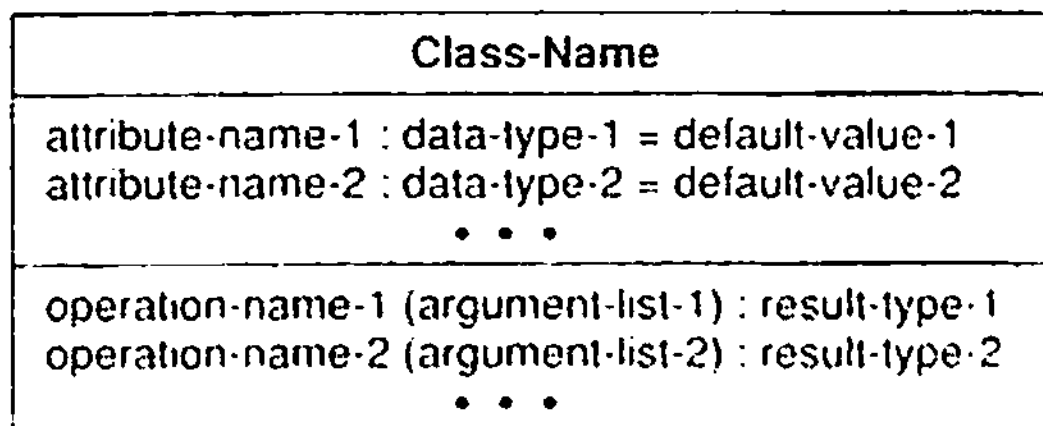 Class-Name
attribute-name-1 : data-type-1 = default-value-1
attribute-name-2 : data-type-2 = default-value-2
• • •
operation-name-1 (argument-list-1) : result-type-1
operation-name-2 (argument-list-2) : result-type-2
• • •